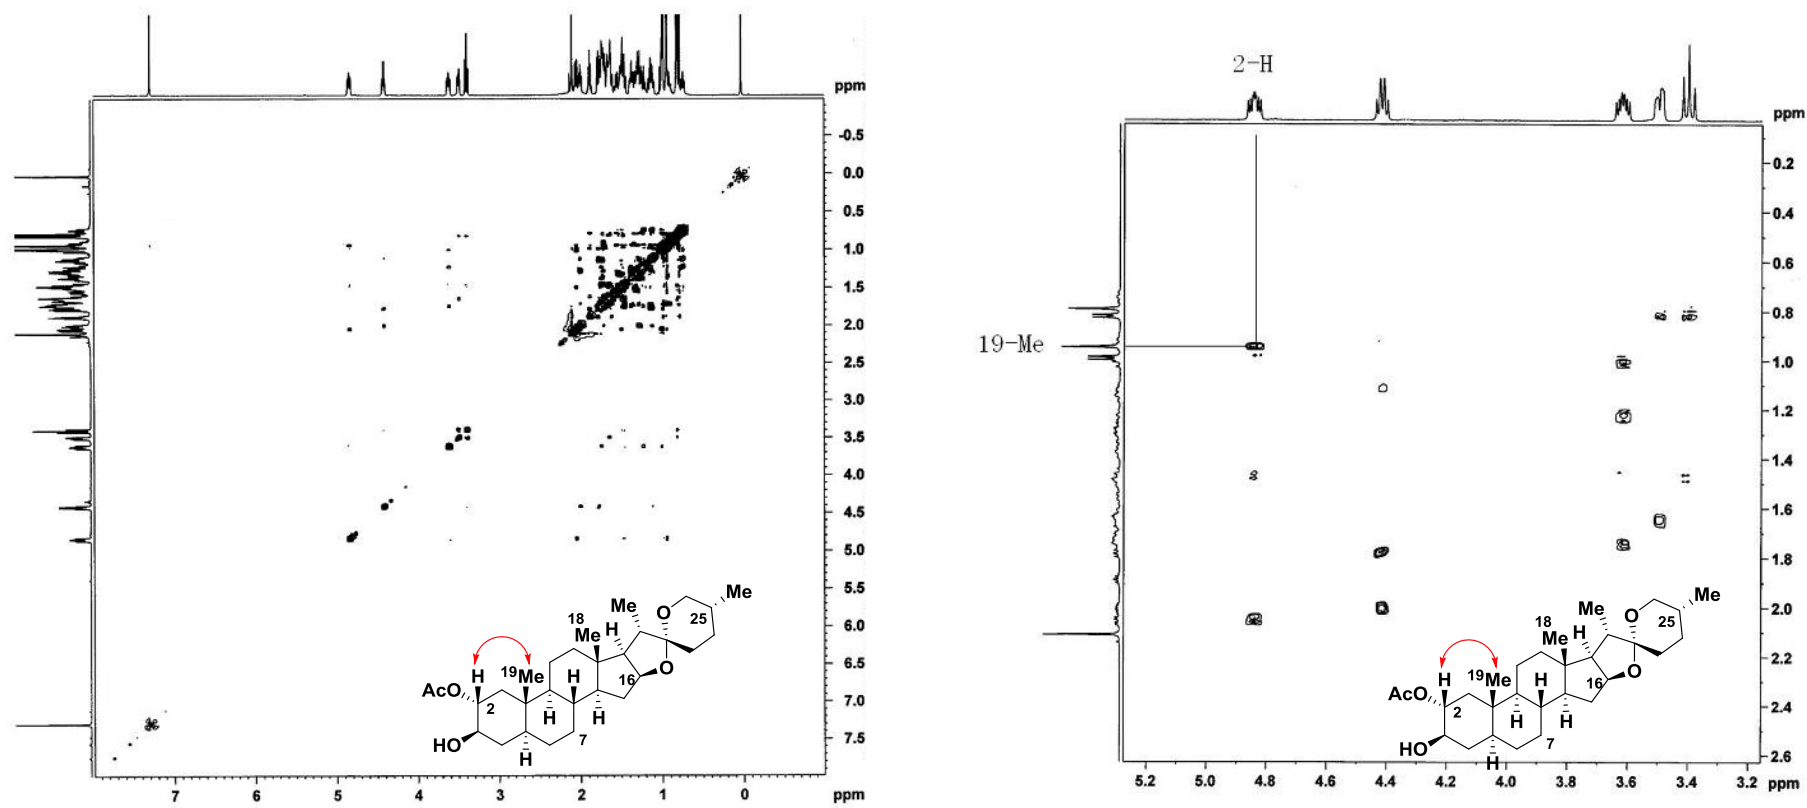 ppm
-0.5
0.0
0.5
1.0
1.5
2.0
2.5
3.0
3.5
4.0
4.5
5.0
5.5
6.0
6.5
7.0
7.5
7 6 5 4 3 2 1 0 ppm
Me
Me
O
25
18
Me
H
19
Me
H
H
O
16
AcO
2
H
H
HO
7
H
2-H
ppm
19-Me
0.2
0.4
0.6
0.8
1.0
1.2
1.4
1.6
1.8
2.0
2.2
2.4
2.6
5.2 5.0 4.8 4.6 4.4 4.2 4.0 3.8 3.6 3.4 3.2 ppm
Me
Me
O
25
18
Me
H
19
Me
H
H
O
16
AcO
2
H
H
HO
7
H